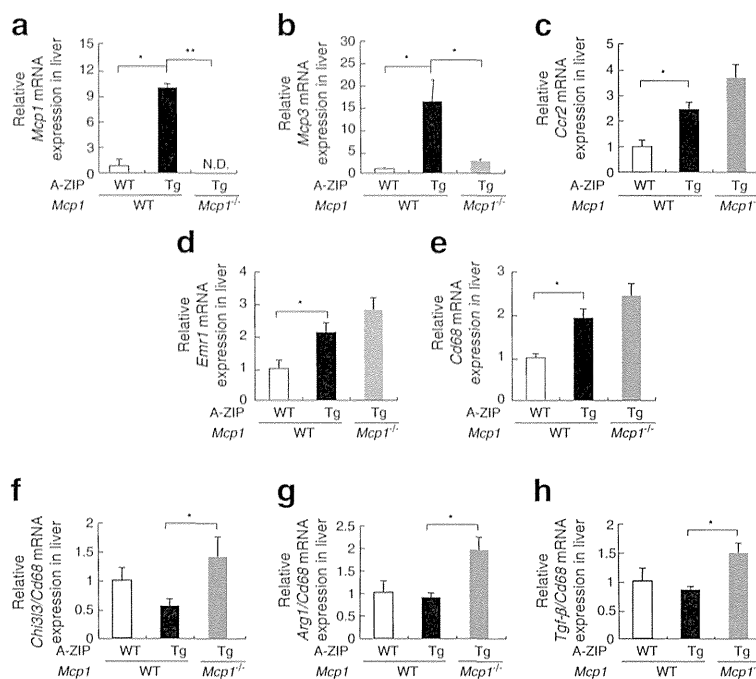 a
Relative
Mcp1 mRNA
expression in liver
15
12
9
6
3
0
*
**
N.D.
A-ZIP WT Tg Tg
Mcp1 WT Mcp1-/-
b
Relative
Mcp3 mRNA
expression in liver
30
25
20
15
10
5
0
*
*
A-ZIP WT Tg Tg
Mcp1 WT Mcp1-/-
c
Relative
Ccr2 mRNA
expression in liver
5
4
3
2
1
0
*
A-ZIP WT Tg Tg
Mcp1 WT Mcp1-
d
Relative
Emr1 mRNA
expression in liver
4
3
2
1
0
*
A-ZIP WT Tg Tg
Mcp1 WT Mcp1-/-
e
Relative
Cd68 mRNA
expression in liver
3
2
1
0
*
A-ZIP WT Tg Tg
Mcp1 WT Mcp1-/-
f
Relative
Chi3l3/Cd68 mRNA
expression in liver
2
1.5
1
0.5
0
*
A-ZIP WT Tg Tg
Mcp1 WT Mcp1-/-
g
Relative
Arg1/Cd68 mRNA
expression in liver
2.5
2
1.5
1
0.5
0
*
A-ZIP WT Tg Tg
Mcp1 WT Mcp1-/-
h
Relative
Tgf-β/Cd68 mRNA
expression in liver
2
1.5
1
0.5
0
*
A-ZIP WT Tg Tg
Mcp1 WT Mcp1-